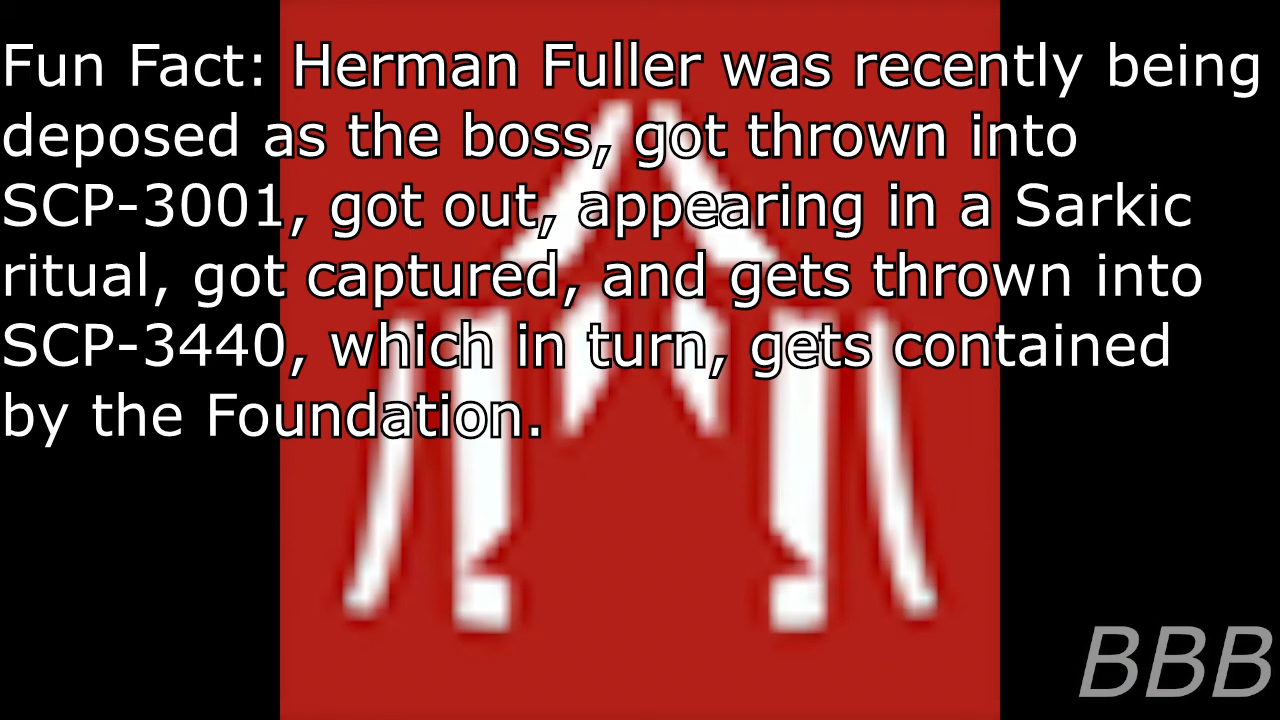 Fun Fact: Herman Fuller was recently being
deposed as the boss, got thrown into
SCP-3001, got out, appearing in a Sarkic
ritual, got captured, and gets thrown into
SCP-3440, which in turn, gets contained
by the Foundation.
BBB